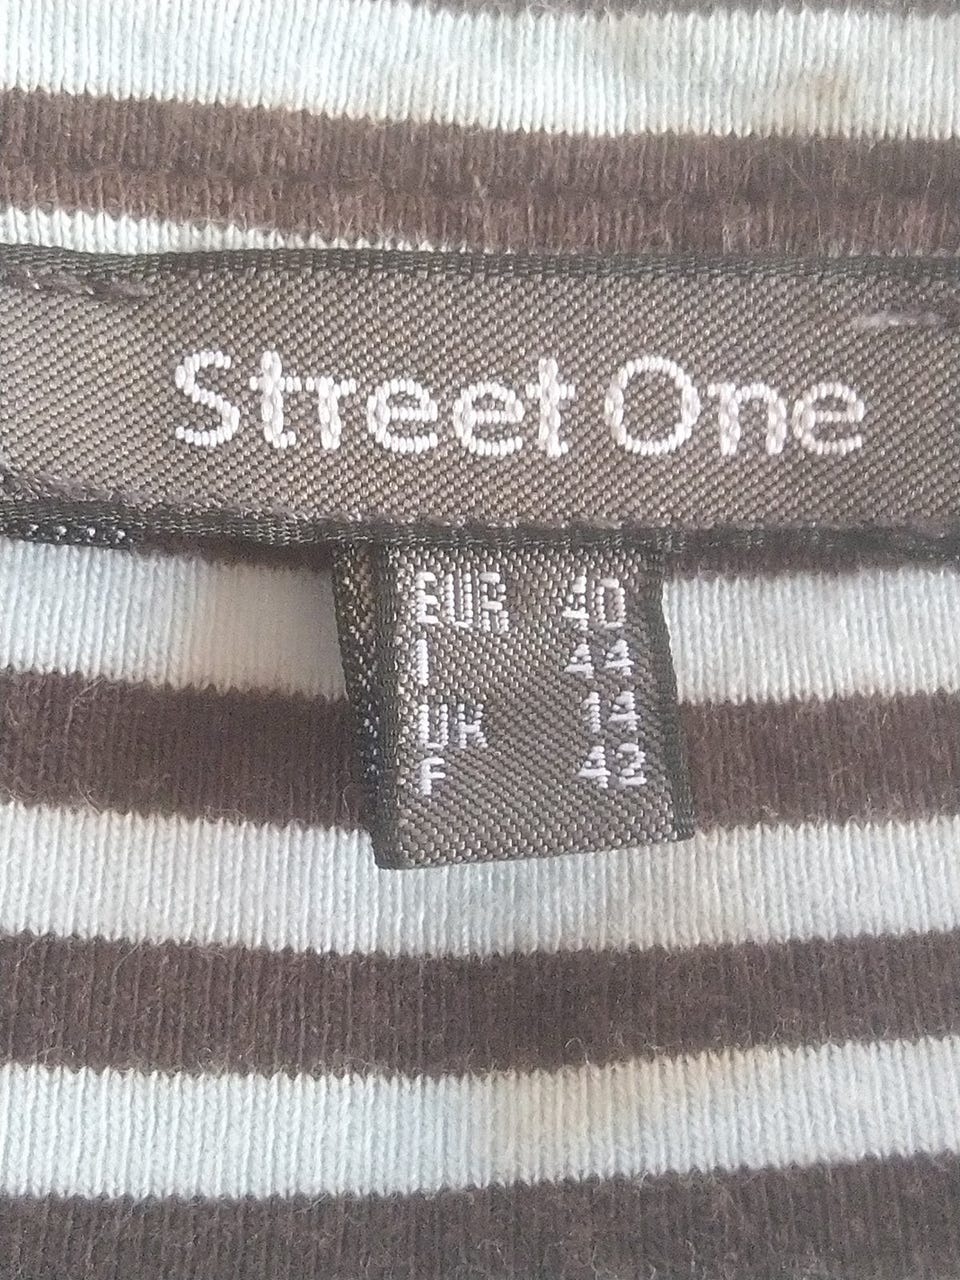 Street One
EUR 40
I 44
UK 14
F 42